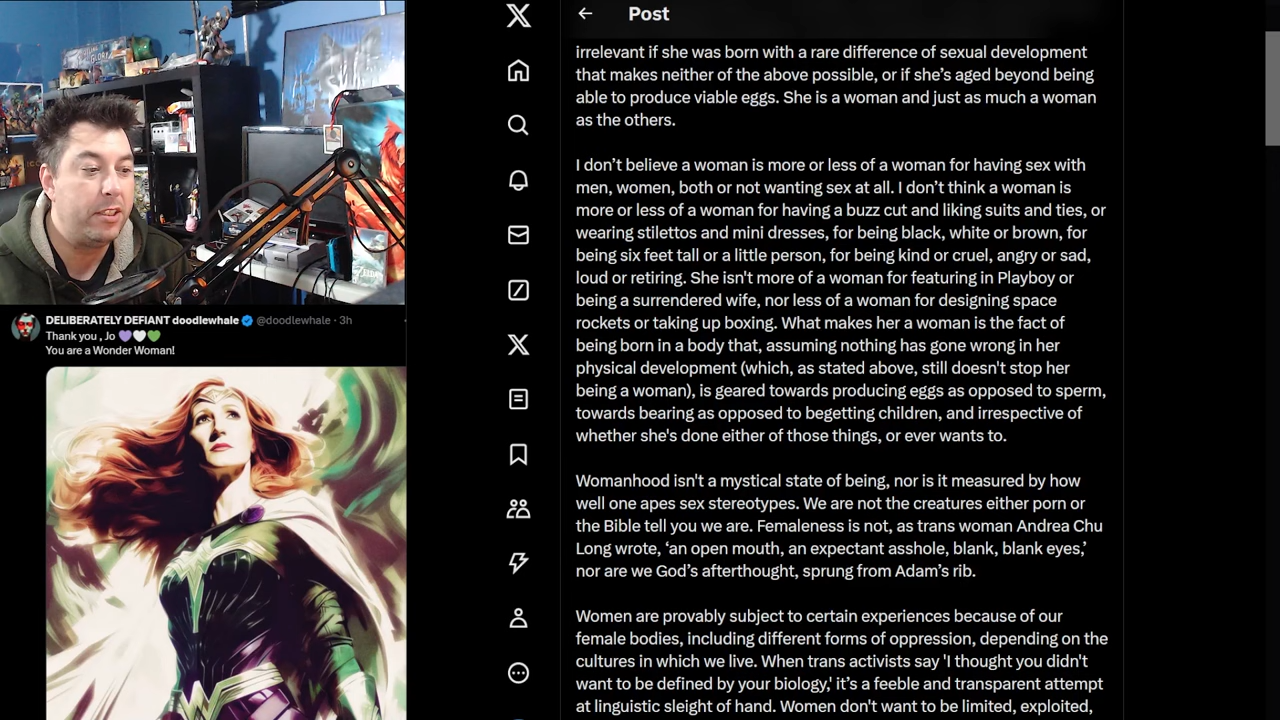 Post
irrelevant if she was born with a rare difference of sexual development
that makes neither of the above possible, or if she’s aged beyond being
able to produce viable eggs. She is a woman and just as much a woman
as the others.
I don’t believe a woman is more or less of a woman for having sex with
men, women, both or not wanting sex at all. I don’t think a woman is
more or less of a woman for having a buzz cut and liking suits and ties, or
wearing stilettos and mini dresses, for being black, white or brown, for
being six feet tall or a little person, for being kind or cruel, angry or sad,
loud or retiring. She isn't more of a woman for featuring in Playboy or
being a surrendered wife, nor less of a woman for designing space
rockets or taking up boxing. What makes her a woman is the fact of
being born in a body that, assuming nothing has gone wrong in her
physical development (which, as stated above, still doesn't stop her
being a woman), is geared towards producing eggs as opposed to sperm,
towards bearing as opposed to begetting children, and irrespective of
whether she's done either of those things, or ever wants to.
Womanhood isn't a mystical state of being, nor is it measured by how
well one apes sex stereotypes. We are not the creatures either porn or
the Bible tell you we are. Femaleness is not, as trans woman Andrea Chu
Long wrote, ‘an open mouth, an expectant asshole, blank, blank eyes,’
nor are we God’s afterthought, sprung from Adam’s rib.
Women are provably subject to certain experiences because of our
female bodies, including different forms of oppression, depending on the
cultures in which we live. When trans activists say 'I thought you didn't
want to be defined by your biology,' it’s a feeble and transparent attempt
at linguistic sleight of hand. Women don't want to be limited, exploited,
DELIBERATELY DEFIANT doodlewhale @doodlewhale · 3h
Thank you , Jo 💜🤍💚
You are a Wonder Woman!